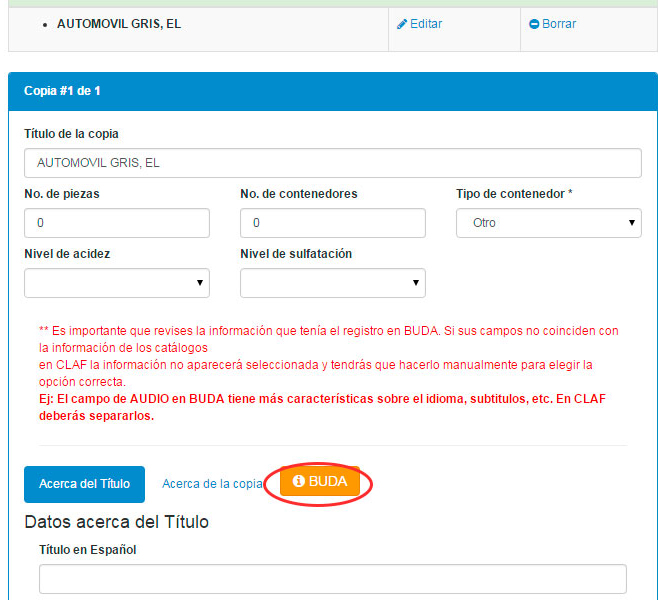 AUTOMOVIL GRIS, EL Editar Borrar
Copia #1 de 1
Título de la copia
AUTOMOVIL GRIS, EL
No. de piezas No. de contenedores Tipo de contenedor *
0 0 Otro
Nivel de acidez Nivel de sulfatación
** Es importante que revises la información que tenía el registro en BUDA. Si sus campos no coinciden con
la información de los catálogos
en CLAF la información no aparecerá seleccionada y tendrás que hacerlo manualmente para elegir la
opción correcta.
Ej: El campo de AUDIO en BUDA tiene más características sobre el idioma, subtitulos, etc. En CLAF
deberás separarlos.
Acerca del Título Acerca de la copia BUDA
Datos acerca del Título
Título en Español